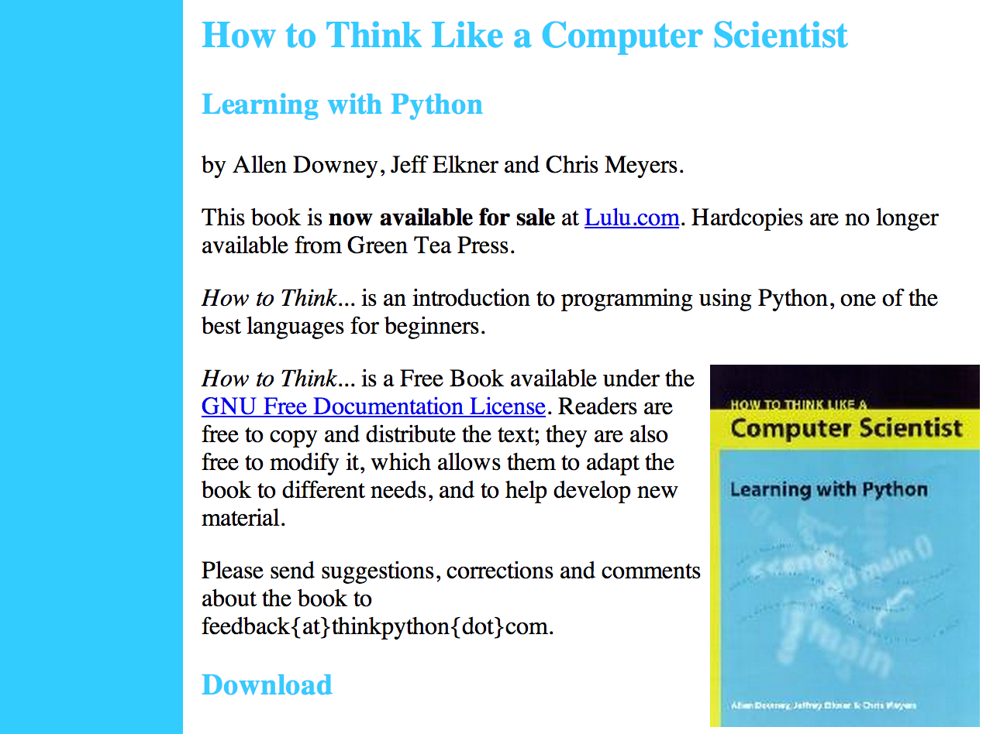 How to Think Like a Computer Scientist
Learning with Python
by Allen Downey, Jeff Elkner and Chris Meyers.
This book is now available for sale at Lulu.com. Hardcopies are no longer
available from Green Tea Press.
How to Think... is an introduction to programming using Python, one of the
best languages for beginners.
How to Think... is a Free Book available under the
GNU Free Documentation License. Readers are
free to copy and distribute the text; they are also
free to modify it, which allows them to adapt the
book to different needs, and to help develop new
material.
Please send suggestions, corrections and comments
about the book to
feedback{at}thinkpython{dot}com.
Download
HOW TO THINK LIKE A
Computer Scientist
Learning with Python
void main ()
main
Allen Downey, Jeffrey Elkner & Chris Meyers